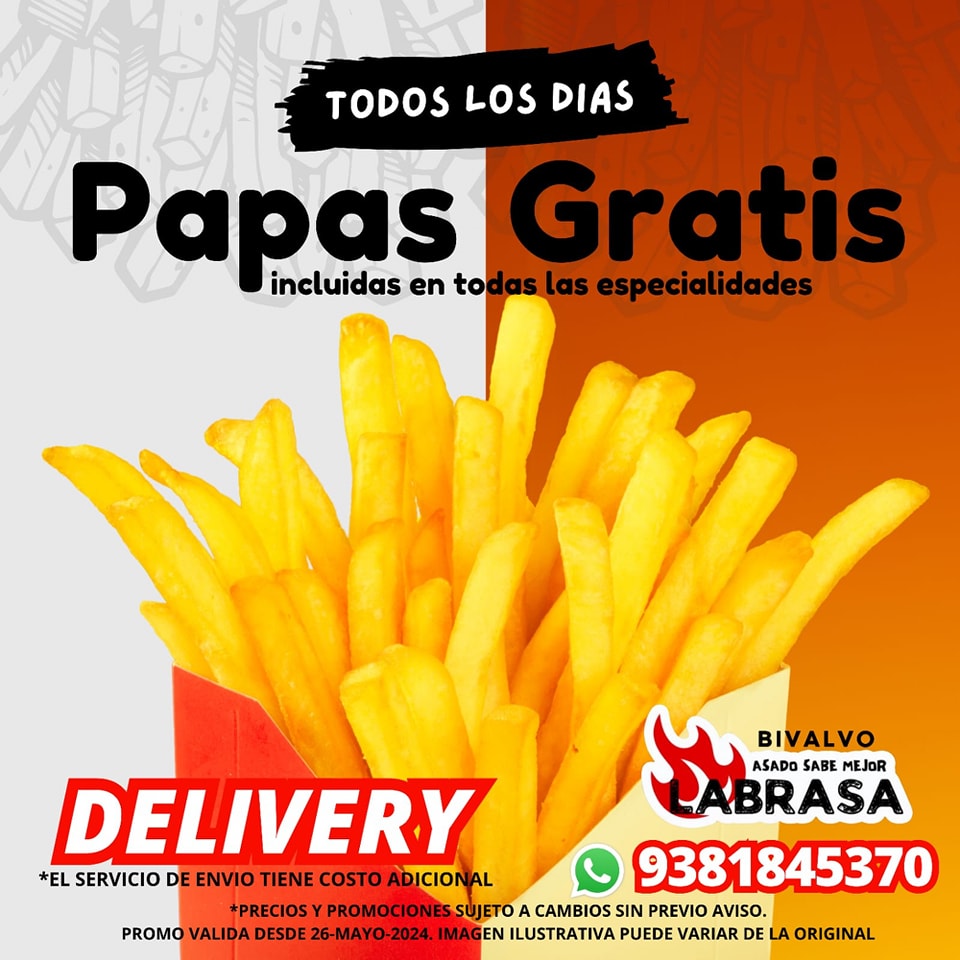 TODOS LOS DIAS
Papas Gratis
incluidas en todas las especialidades
BIVALVO
ASADO SABE MEJOR
LABRASA
DELIVERY
9381845370
*EL SERVICIO DE ENVIO TIENE COSTO ADICIONAL
*PRECIOS Y PROMOCIONES SUJETO A CAMBIOS SIN PREVIO AVISO.
PROMO VALIDA DESDE 26-MAYO-2024. IMAGEN ILUSTRATIVA PUEDE VARIAR DE LA ORIGINAL